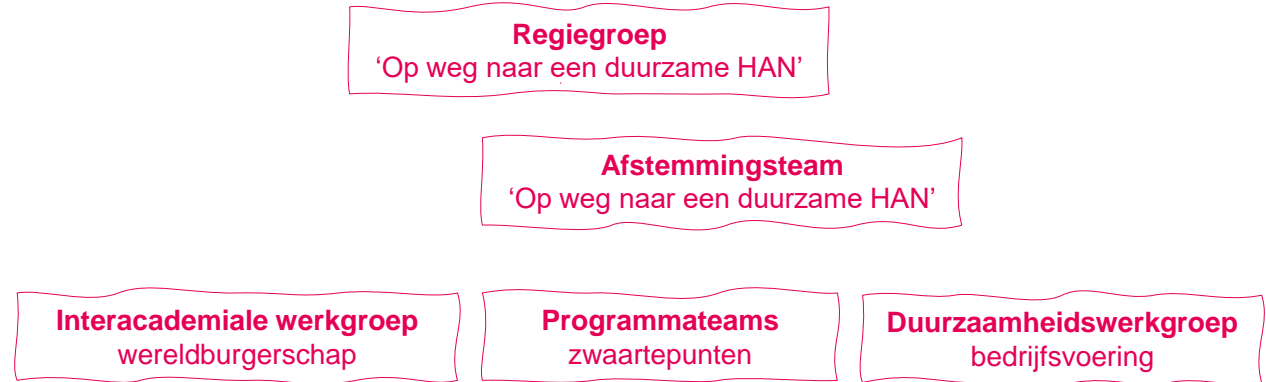 Regiegroep
‘Op weg naar een duurzame HAN’
Afstemmingsteam
‘Op weg naar een duurzame HAN’
Interacademiale werkgroep
wereldburgerschap
Programmateams
zwaartepunten
Duurzaamheidswerkgroep
bedrijfsvoering